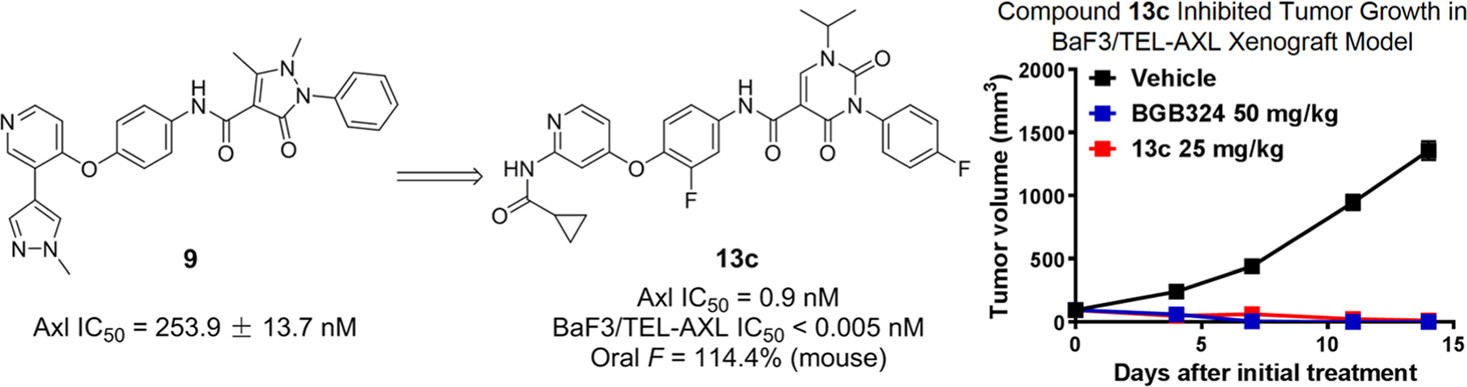 N
O
H
N
O
O
N
N
N
N
9
Axl IC50 = 253.9 ± 13.7 nM
N
HN
O
O
F
H
N
O
O
N
O
N
F
13c
Axl IC50 = 0.9 nM
BaF3/TEL-AXL IC50 < 0.005 nM
Oral F = 114.4% (mouse)
Compound 13c Inhibited Tumor Growth in
BaF3/TEL-AXL Xenograft Model
Tumor volume (mm3)
2000
1500
1000
500
0
Vehicle
BGB324 50 mg/kg
13c 25 mg/kg
0 5 10 15
Days after initial treatment